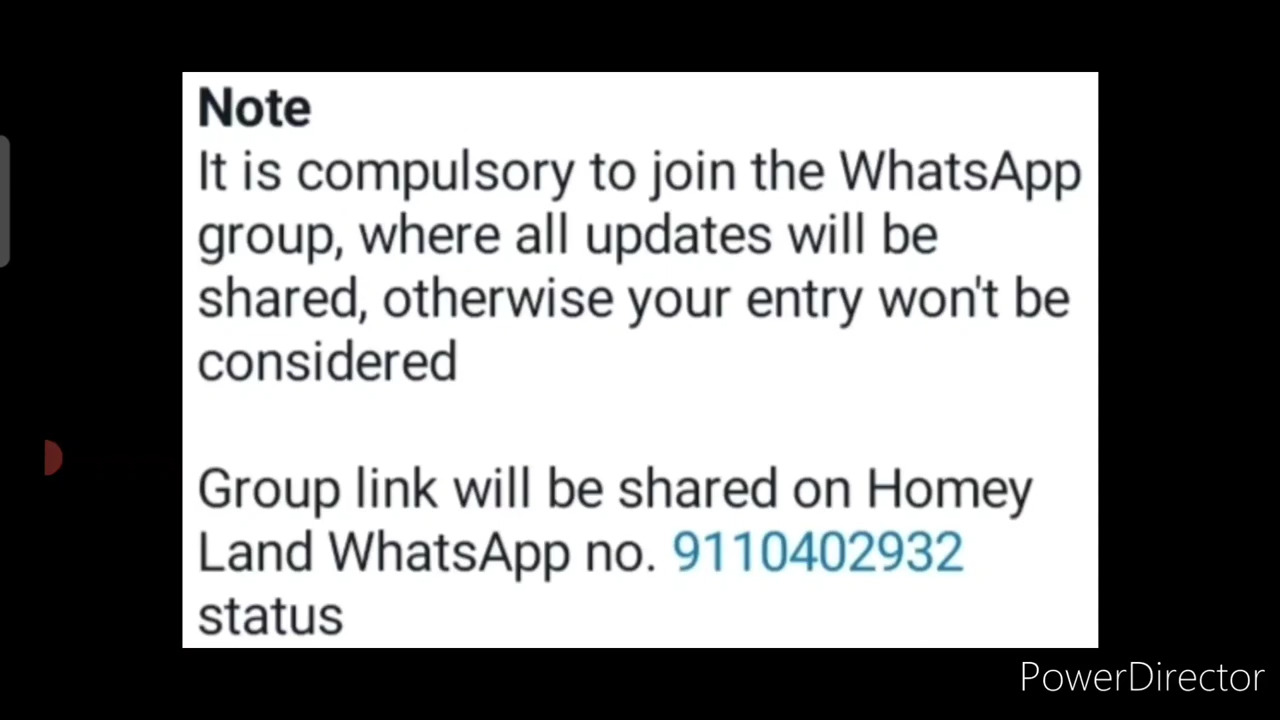 Note
It is compulsory to join the WhatsApp
group, where all updates will be
shared, otherwise your entry won't be
considered
Group link will be shared on Homey
Land WhatsApp no. 9110402932
status
PowerDirector